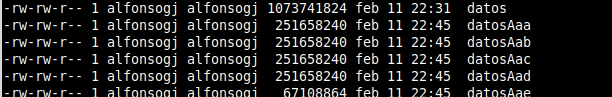 -rw-rw-r-- 1 alfonsogj alfonsogj 1073741824 feb 11 22:31 datos
-rw-rw-r-- 1 alfonsogj alfonsogj 251658240 feb 11 22:45 datosAaa
-rw-rw-r-- 1 alfonsogj alfonsogj 251658240 feb 11 22:45 datosAab
-rw-rw-r-- 1 alfonsogj alfonsogj 251658240 feb 11 22:45 datosAac
-rw-rw-r-- 1 alfonsogj alfonsogj 251658240 feb 11 22:45 datosAad
-rw-rw-r-- 1 alfonsogj alfonsogj 67108864 feb 11 22:45 datosAae